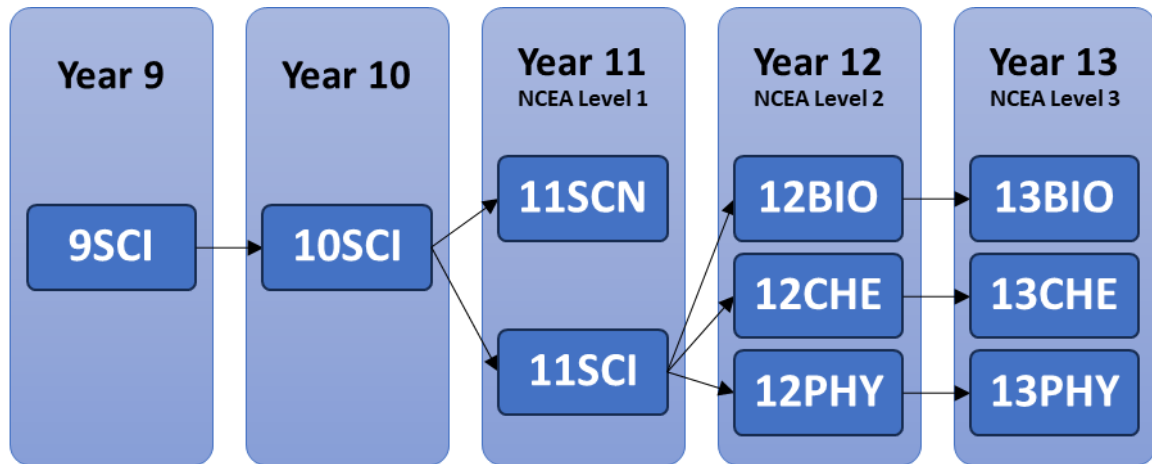 Year 9
9SCI
Year 10
10SCI
Year 11
NCEA Level 1
11SCN
11SCI
Year 12
NCEA Level 2
12BIO
12CHE
12PHY
Year 13
NCEA Level 3
13BIO
13CHE
13PHY